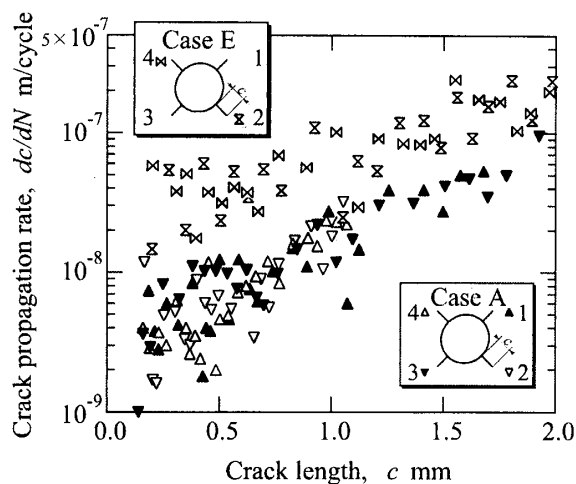 5×10⁻⁷
10⁻⁷
10⁻⁸
10⁻⁹
Crack propagation rate, dc/dN m/cycle
Case E
4 1
3 2
c
Case A
4 1
3 2
c
0.0 0.5 1.0 1.5 2.0
Crack length, c mm